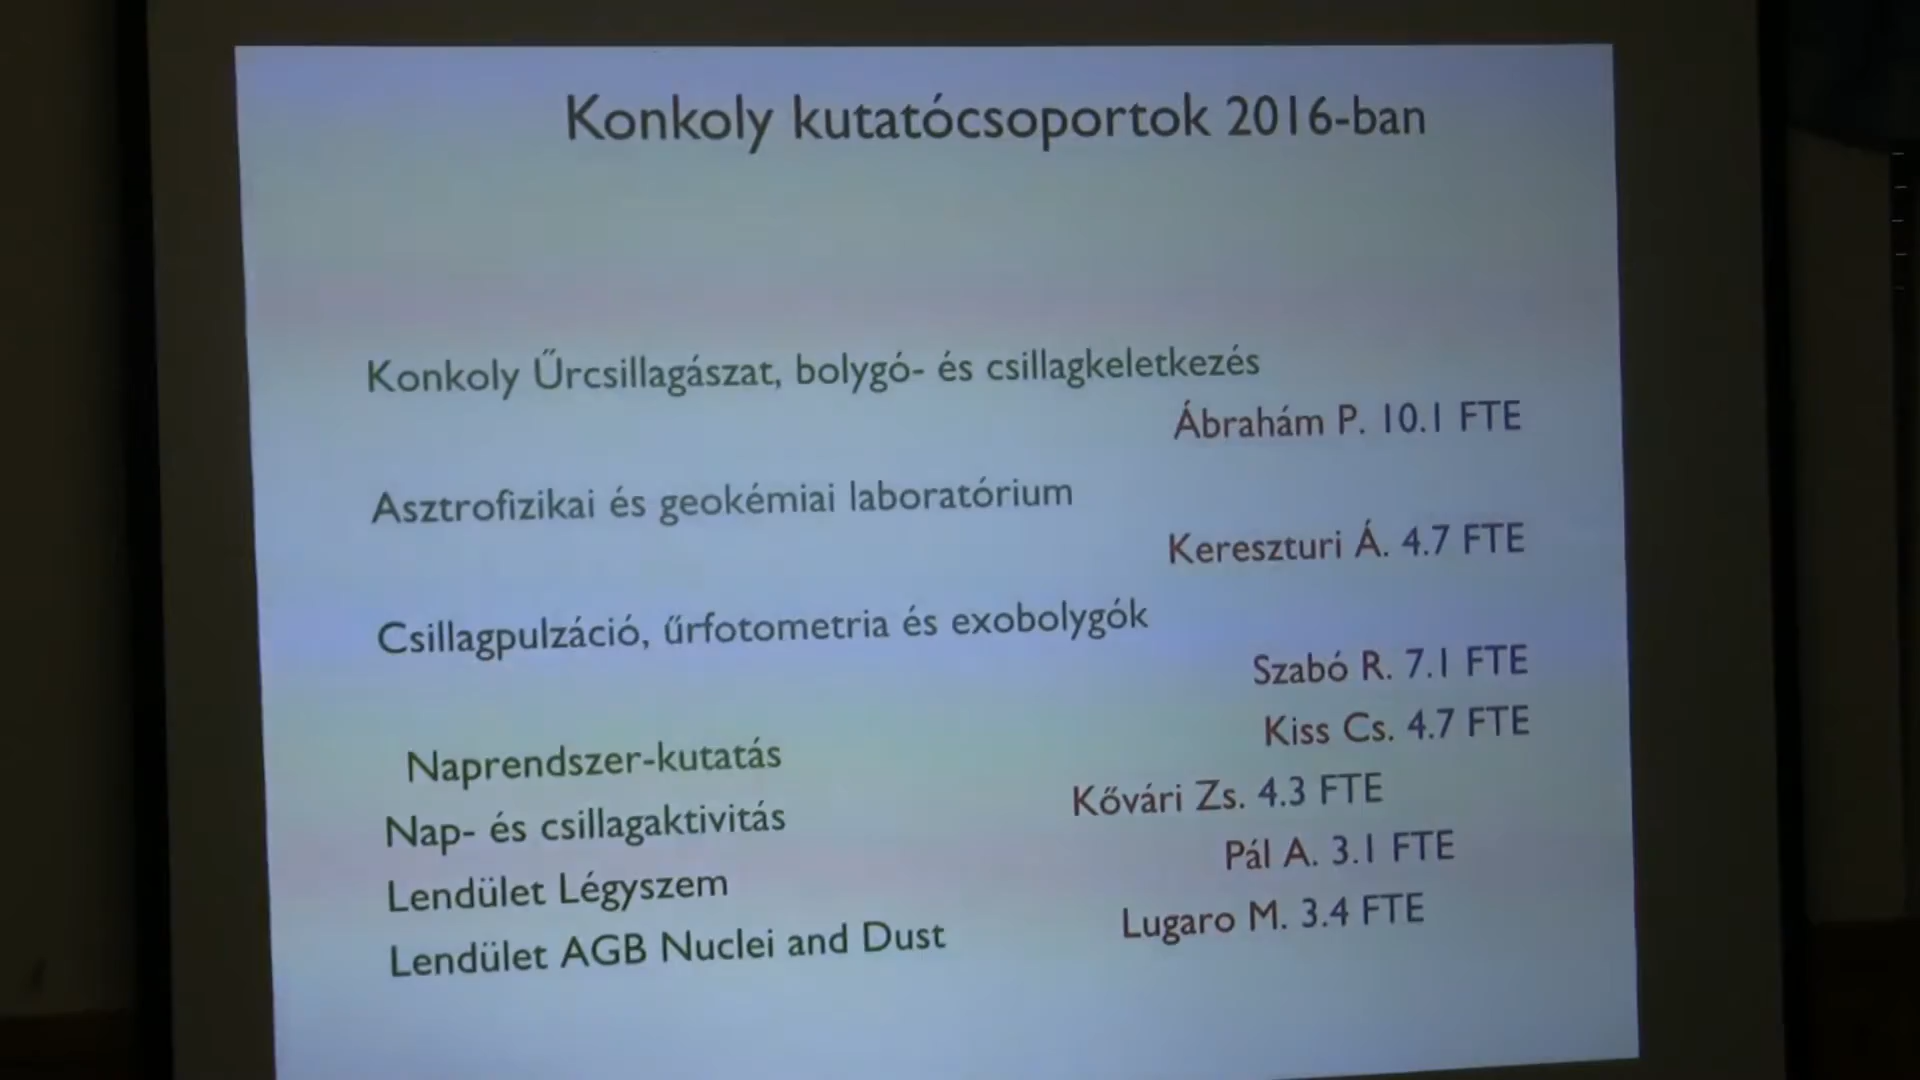 Konkoly kutatócsoportok 2016-ban
Konkoly Űrcsillagászat, bolygó- és csillagkeletkezés
Ábrahám P. 10.1 FTE
Asztrofizikai és geokémiai laboratórium
Kereszturi Á. 4.7 FTE
Csillagpulzáció, űrfotometria és exobolygók
Szabó R. 7.1 FTE
Naprendszer-kutatás Kiss Cs. 4.7 FTE
Nap- és csillagaktivitás Kővári Zs. 4.3 FTE
Lendület Légyszem Pál A. 3.1 FTE
Lendület AGB Nuclei and Dust Lugaro M. 3.4 FTE